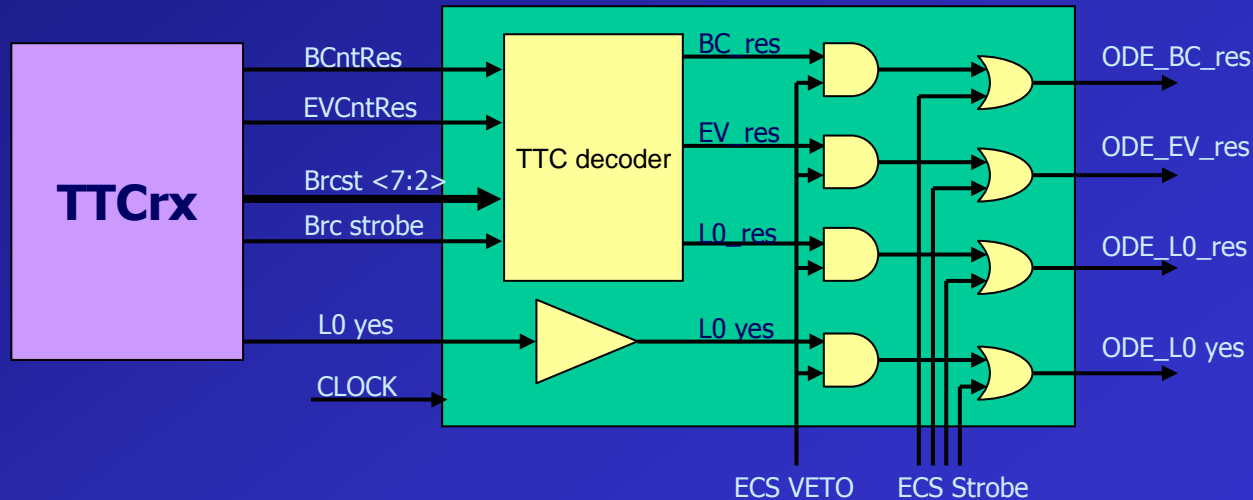 TTCrx
BCntRes
EVCntRes
Brcst <7:2>
Brc strobe
L0 yes
CLOCK
TTC decoder
BC_res
EV_res
L0_res
L0 yes
ODE_BC_res
ODE_EV_res
ODE_L0_res
ODE_L0 yes
ECS VETO
ECS Strobe